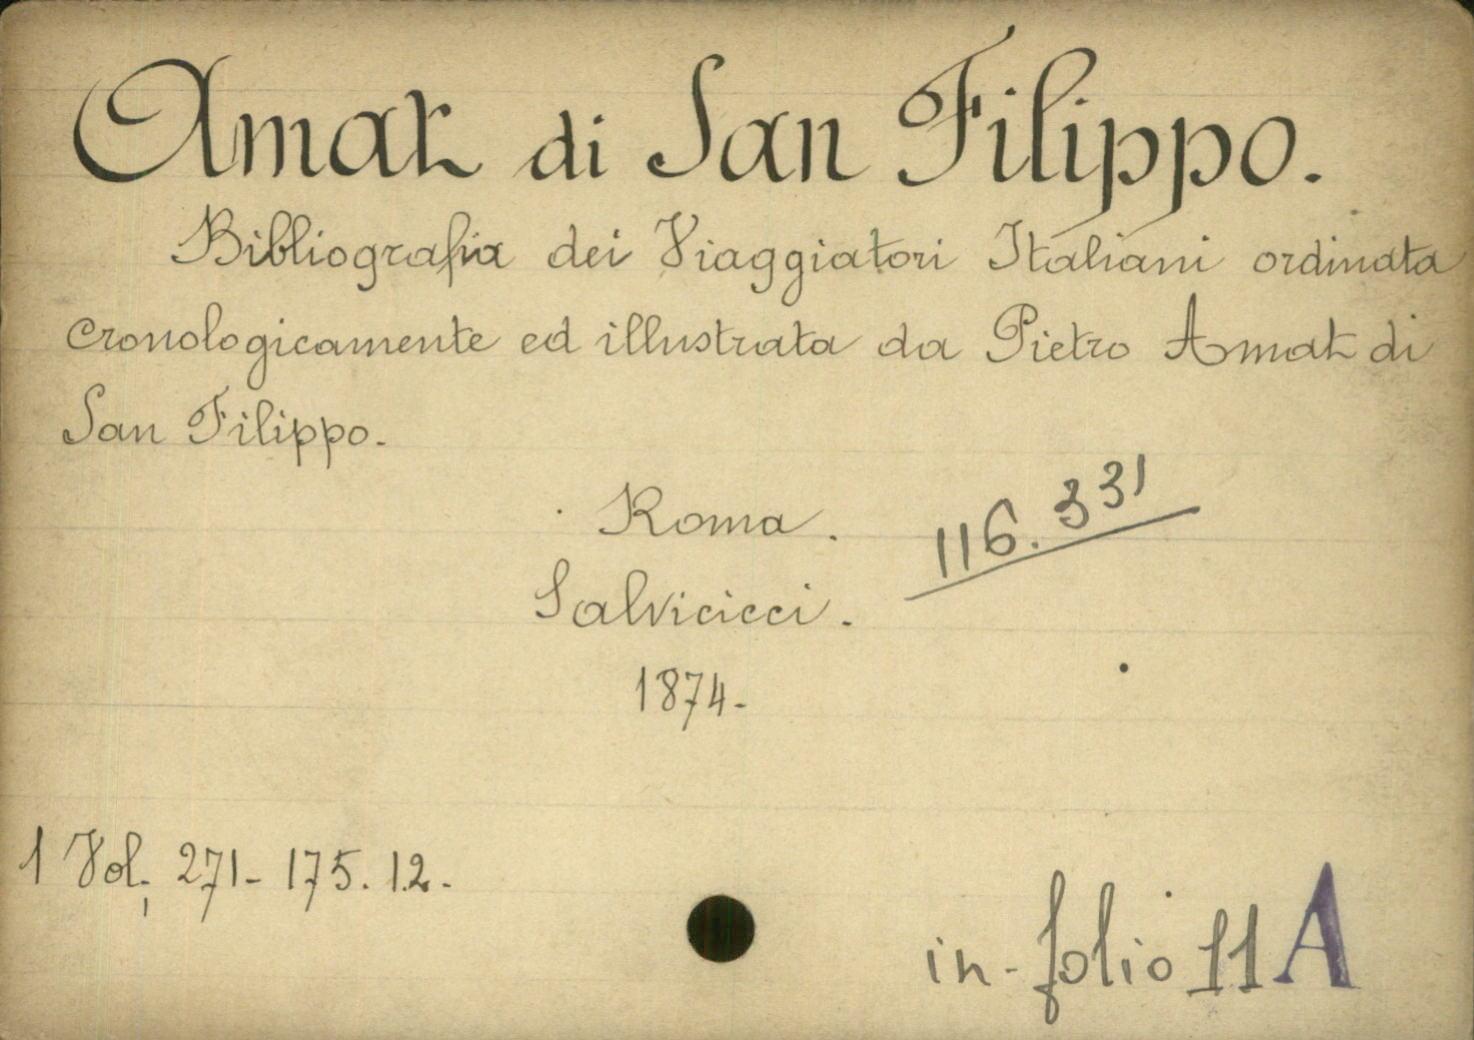 Amat di San Filippo.
Bibliografia dei Viaggiatori Italiani ordinata
cronologicamente ed illustrata da Pietro Amat di
San Filippo.
Roma.
116.331
Salvicicci.
1874.
1 Vol; 271-175.12.
in-folio 11 A